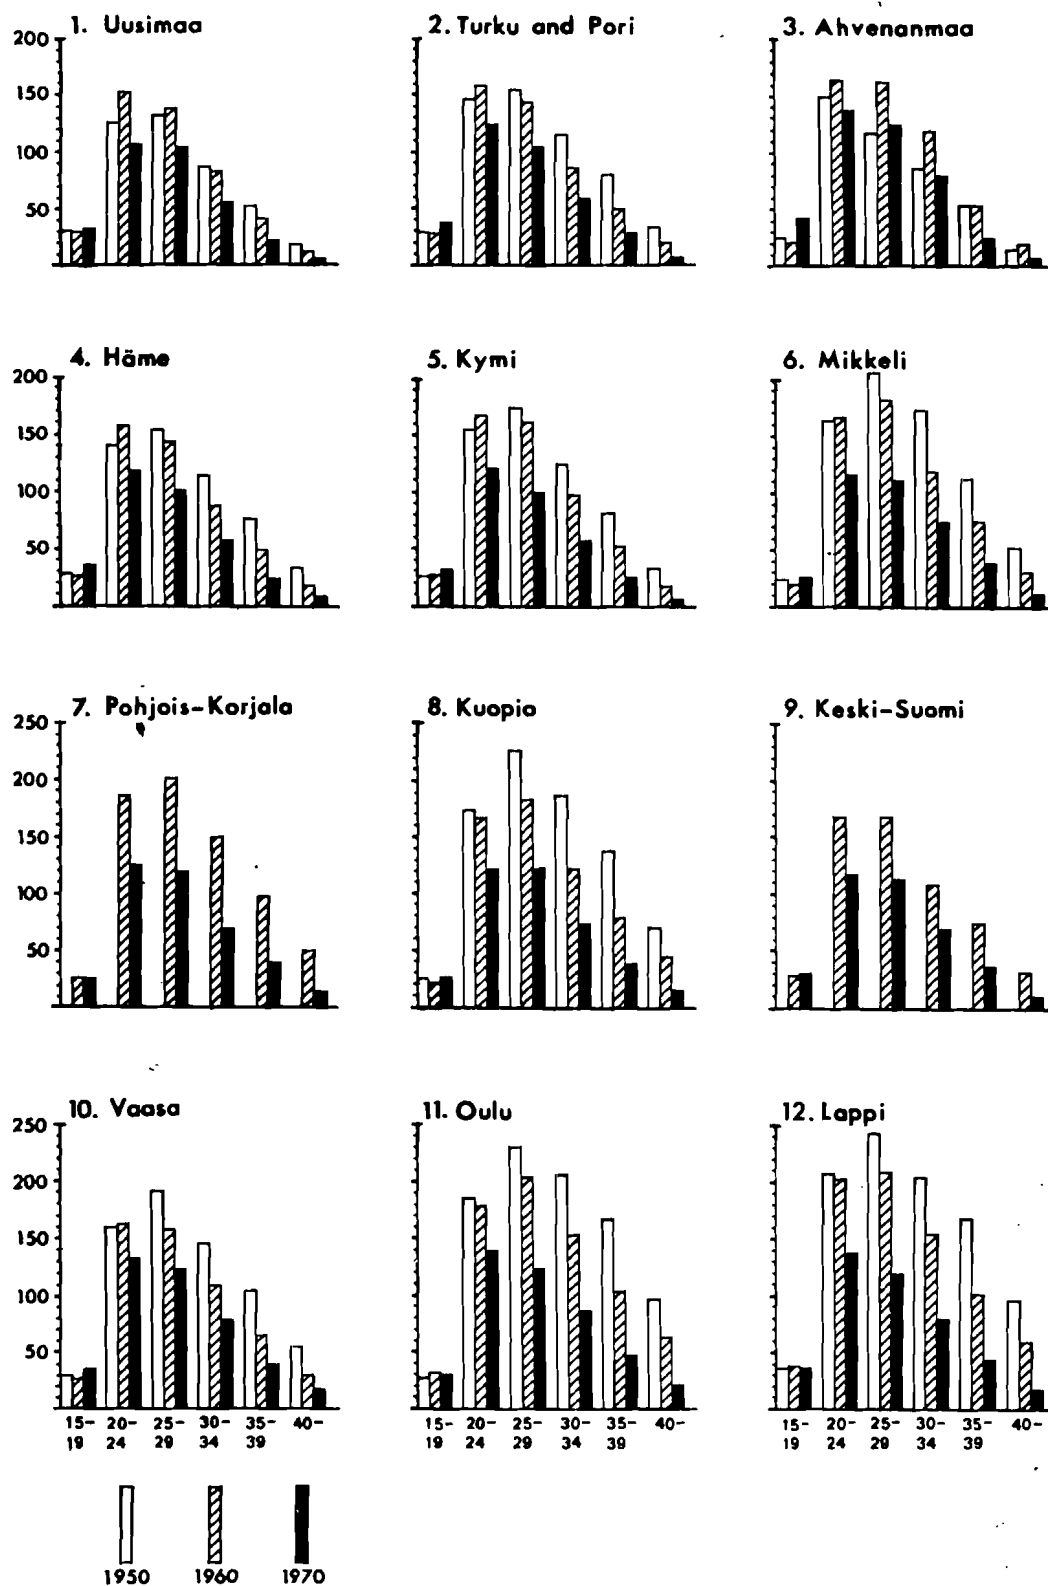 1. Uusimaa
2. Turku and Pori
3. Ahvenanmaa
200
150
100
50
4. Häme
5. Kymi
6. Mikkeli
200
150
100
50
7. Pohjois-Korjala
8. Kuopio
9. Keski-Suomi
250
200
150
100
50
10. Vaasa
11. Oulu
12. Lappi
250
200
150
100
50
15- 20- 25- 30- 35- 40-
19 24 29 34 39
15- 20- 25- 30- 35- 40-
19 24 29 34 39
15- 20- 25- 30- 35- 40-
19 24 29 34 39
1950 1960 1970